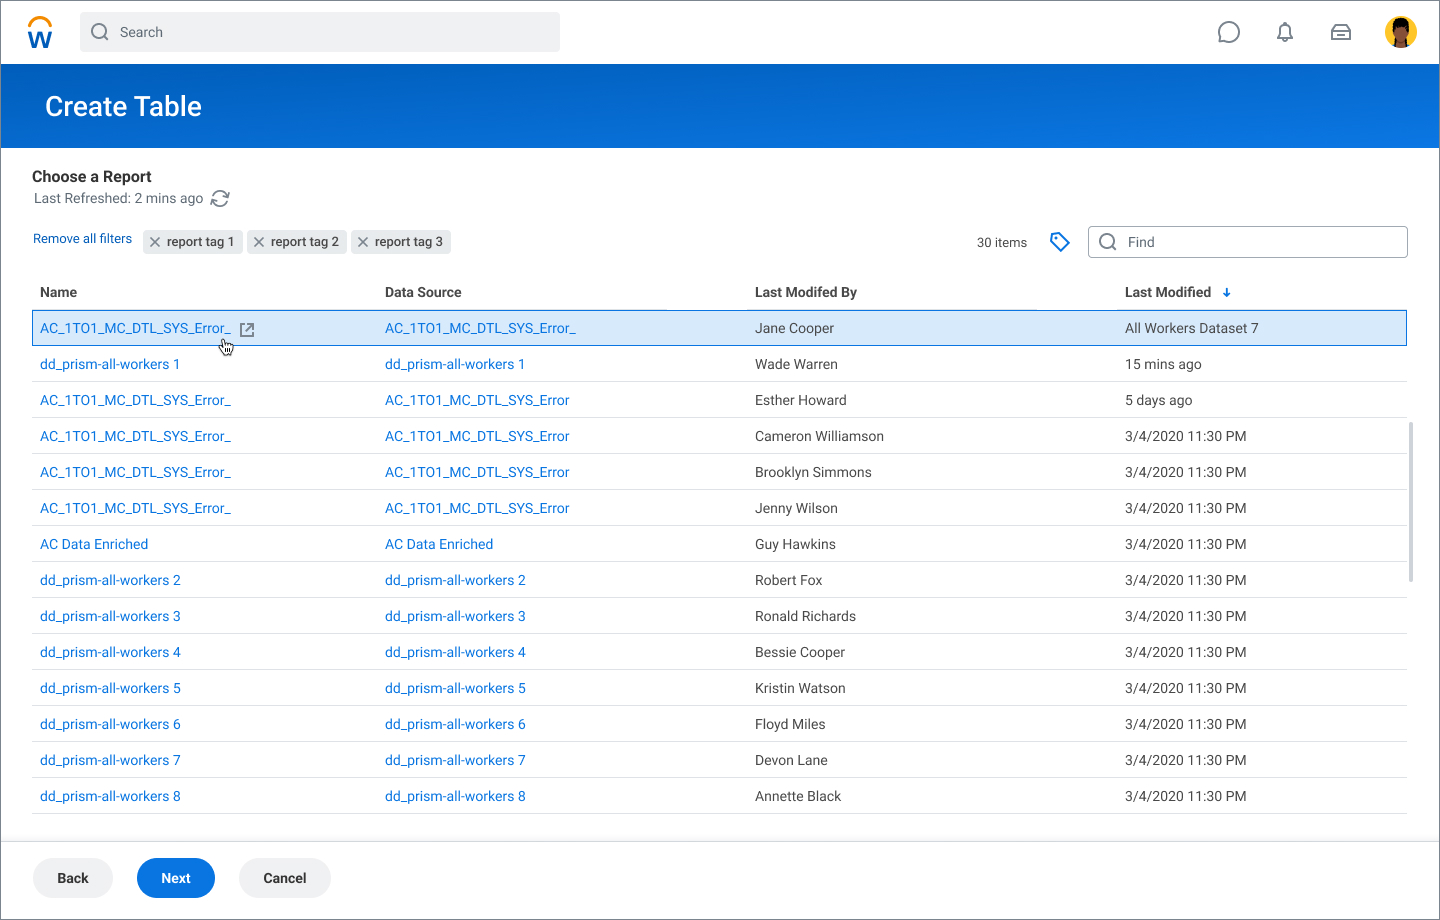 W Search
Create Table
Choose a Report
Last Refreshed: 2 mins ago
Remove all filters report tag 1 report tag 2 report tag 3 30 items Find
Name Data Source Last Modifed By Last Modified
AC_1TO1_MC_DTL_SYS_Error_ AC_1TO1_MC_DTL_SYS_Error_ Jane Cooper All Workers Dataset 7
dd_prism-all-workers 1 dd_prism-all-workers 1 Wade Warren 15 mins ago
AC_1TO1_MC_DTL_SYS_Error_ AC_1TO1_MC_DTL_SYS_Error Esther Howard 5 days ago
AC_1TO1_MC_DTL_SYS_Error_ AC_1TO1_MC_DTL_SYS_Error Cameron Williamson 3/4/2020 11:30 PM
AC_1TO1_MC_DTL_SYS_Error_ AC_1TO1_MC_DTL_SYS_Error Brooklyn Simmons 3/4/2020 11:30 PM
AC_1TO1_MC_DTL_SYS_Error_ AC_1TO1_MC_DTL_SYS_Error Jenny Wilson 3/4/2020 11:30 PM
AC Data Enriched AC Data Enriched Guy Hawkins 3/4/2020 11:30 PM
dd_prism-all-workers 2 dd_prism-all-workers 2 Robert Fox 3/4/2020 11:30 PM
dd_prism-all-workers 3 dd_prism-all-workers 3 Ronald Richards 3/4/2020 11:30 PM
dd_prism-all-workers 4 dd_prism-all-workers 4 Bessie Cooper 3/4/2020 11:30 PM
dd_prism-all-workers 5 dd_prism-all-workers 5 Kristin Watson 3/4/2020 11:30 PM
dd_prism-all-workers 6 dd_prism-all-workers 6 Floyd Miles 3/4/2020 11:30 PM
dd_prism-all-workers 7 dd_prism-all-workers 7 Devon Lane 3/4/2020 11:30 PM
dd_prism-all-workers 8 dd_prism-all-workers 8 Annette Black 3/4/2020 11:30 PM
Back Next Cancel